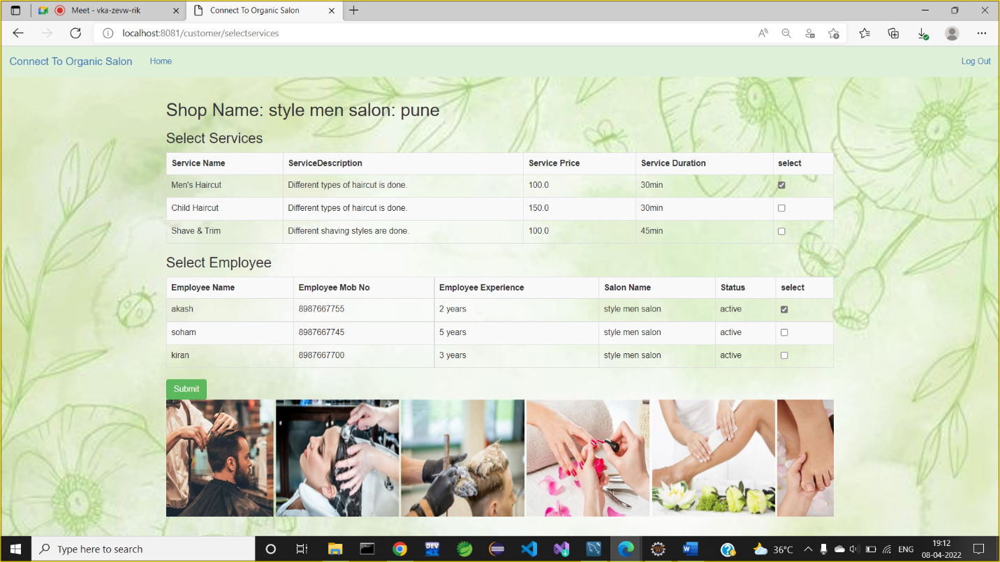 Meet - vka-zevw-rik
Connect To Organic Salon
localhost:8081/customer/selectservices
Connect To Organic Salon Home Log Out
Shop Name: style men salon: pune
Select Services
Service Name ServiceDescription Service Price Service Duration select
Men's Haircut Different types of haircut is done. 100.0 30min
Child Haircut Different types of haircut is done. 150.0 30min
Shave & Trim Different shaving styles are done. 100.0 45min
Select Employee
Employee Name Employee Mob No Employee Experience Salon Name Status select
akash 8987667755 2 years style men salon active
soham 8987667745 5 years style men salon active
kiran 8987667700 3 years style men salon active
Submit
Type here to search
DEV
36°C
ENG
19:12
08-04-2022